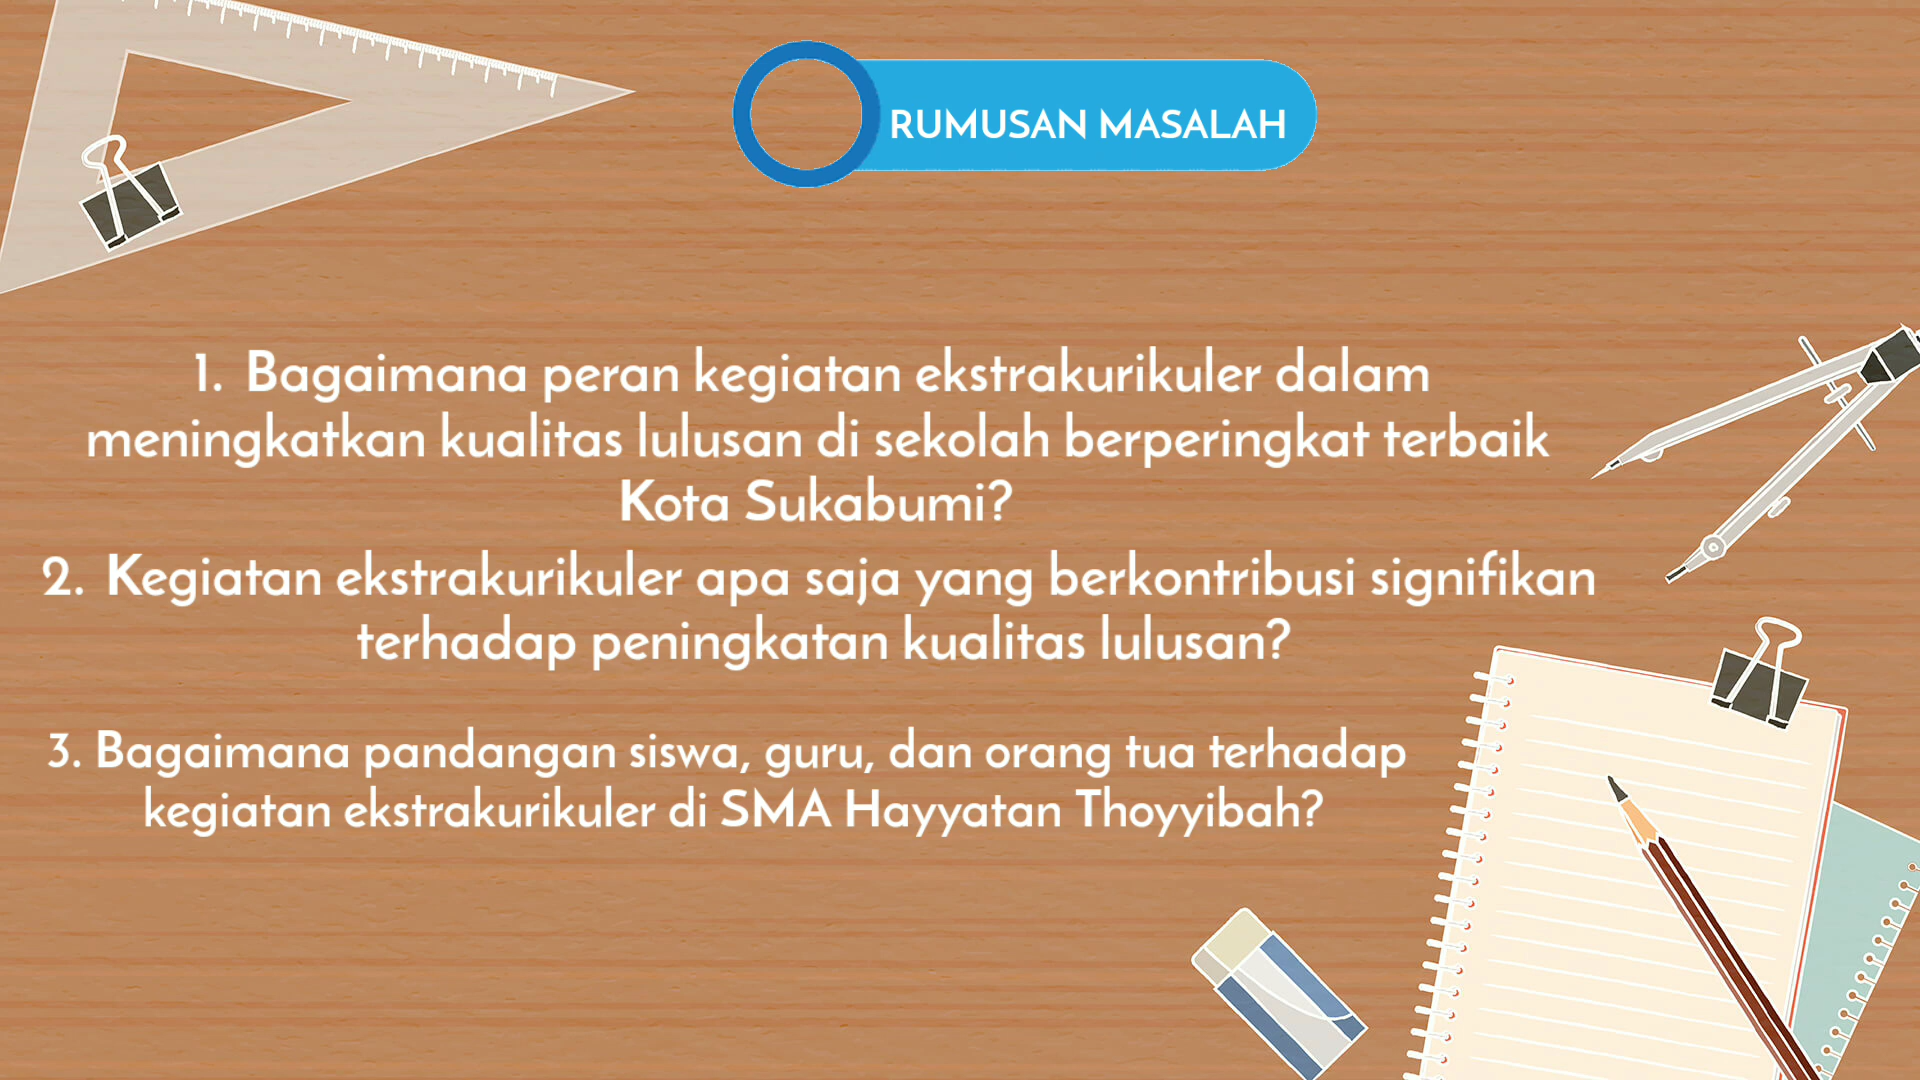 RUMUSAN MASALAH
1. Bagaimana peran kegiatan ekstrakurikuler dalam
meningkatkan kualitas lulusan di sekolah berperingkat terbaik
Kota Sukabumi?
2. Kegiatan ekstrakurikuler apa saja yang berkontribusi signifikan
terhadap peningkatan kualitas lulusan?
3. Bagaimana pandangan siswa, guru, dan orang tua terhadap
kegiatan ekstrakurikuler di SMA Hayyatan Thoyyibah?